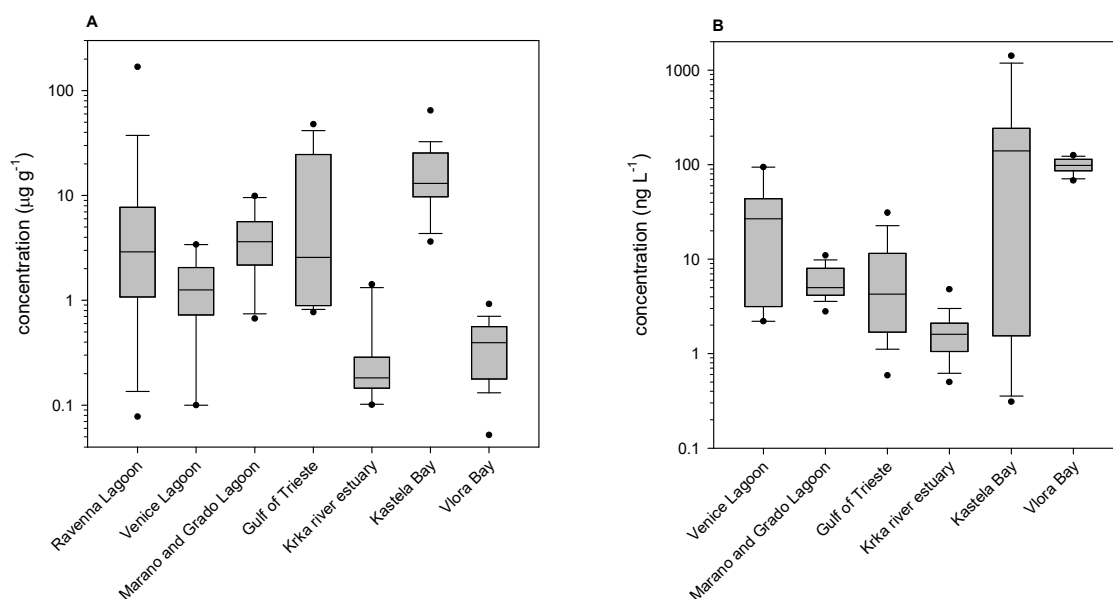 A
concentration (µg g-1)
100
10
1
0.1
Ravenna Lagoon
Venice Lagoon
Marano and Grado Lagoon
Gulf of Trieste
Krka river estuary
Kastela Bay
Vlora Bay
B
concentration (ng L-1)
1000
100
10
1
0.1
Venice Lagoon
Marano and Grado Lagoon
Gulf of Trieste
Krka river estuary
Kastela Bay
Vlora Bay